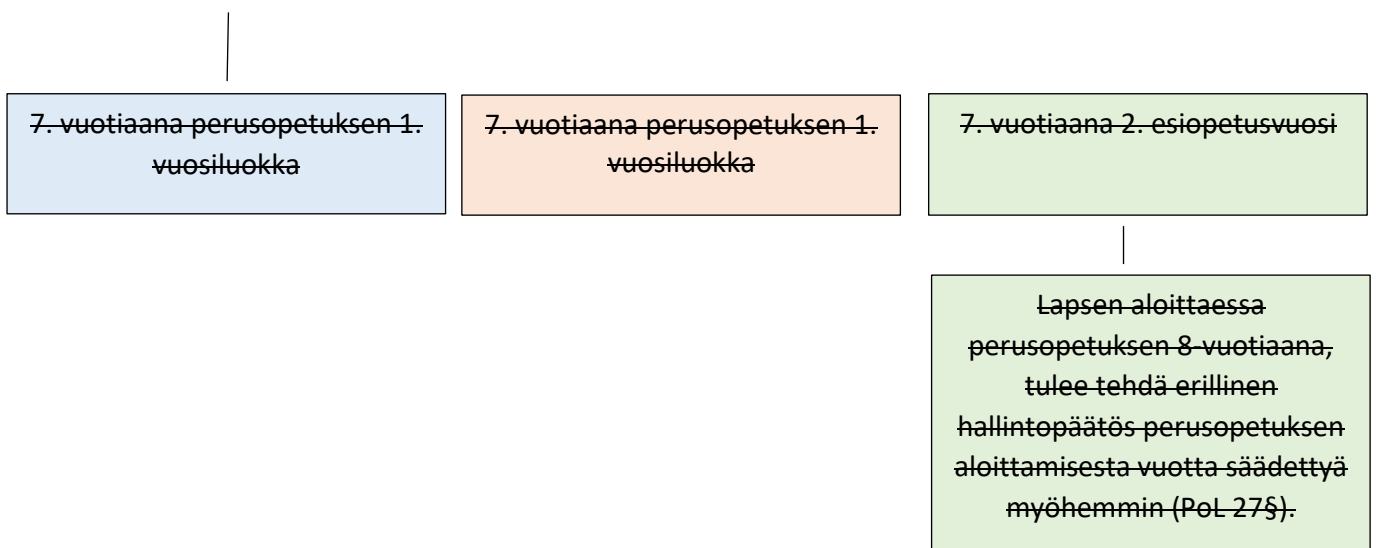 7. vuotiaana perusopetuksen 1.
vuosiluokka
7. vuotiaana perusopetuksen 1.
vuosiluokka
7. vuotiaana 2. esiopetusvuosi
Lapsen aloittaessa
perusopetuksen 8-vuotiaana,
tulee tehdä erillinen
hallintopäätös perusopetuksen
aloittamisesta vuotta säädettyä
myöhemmin (PoL 27§).